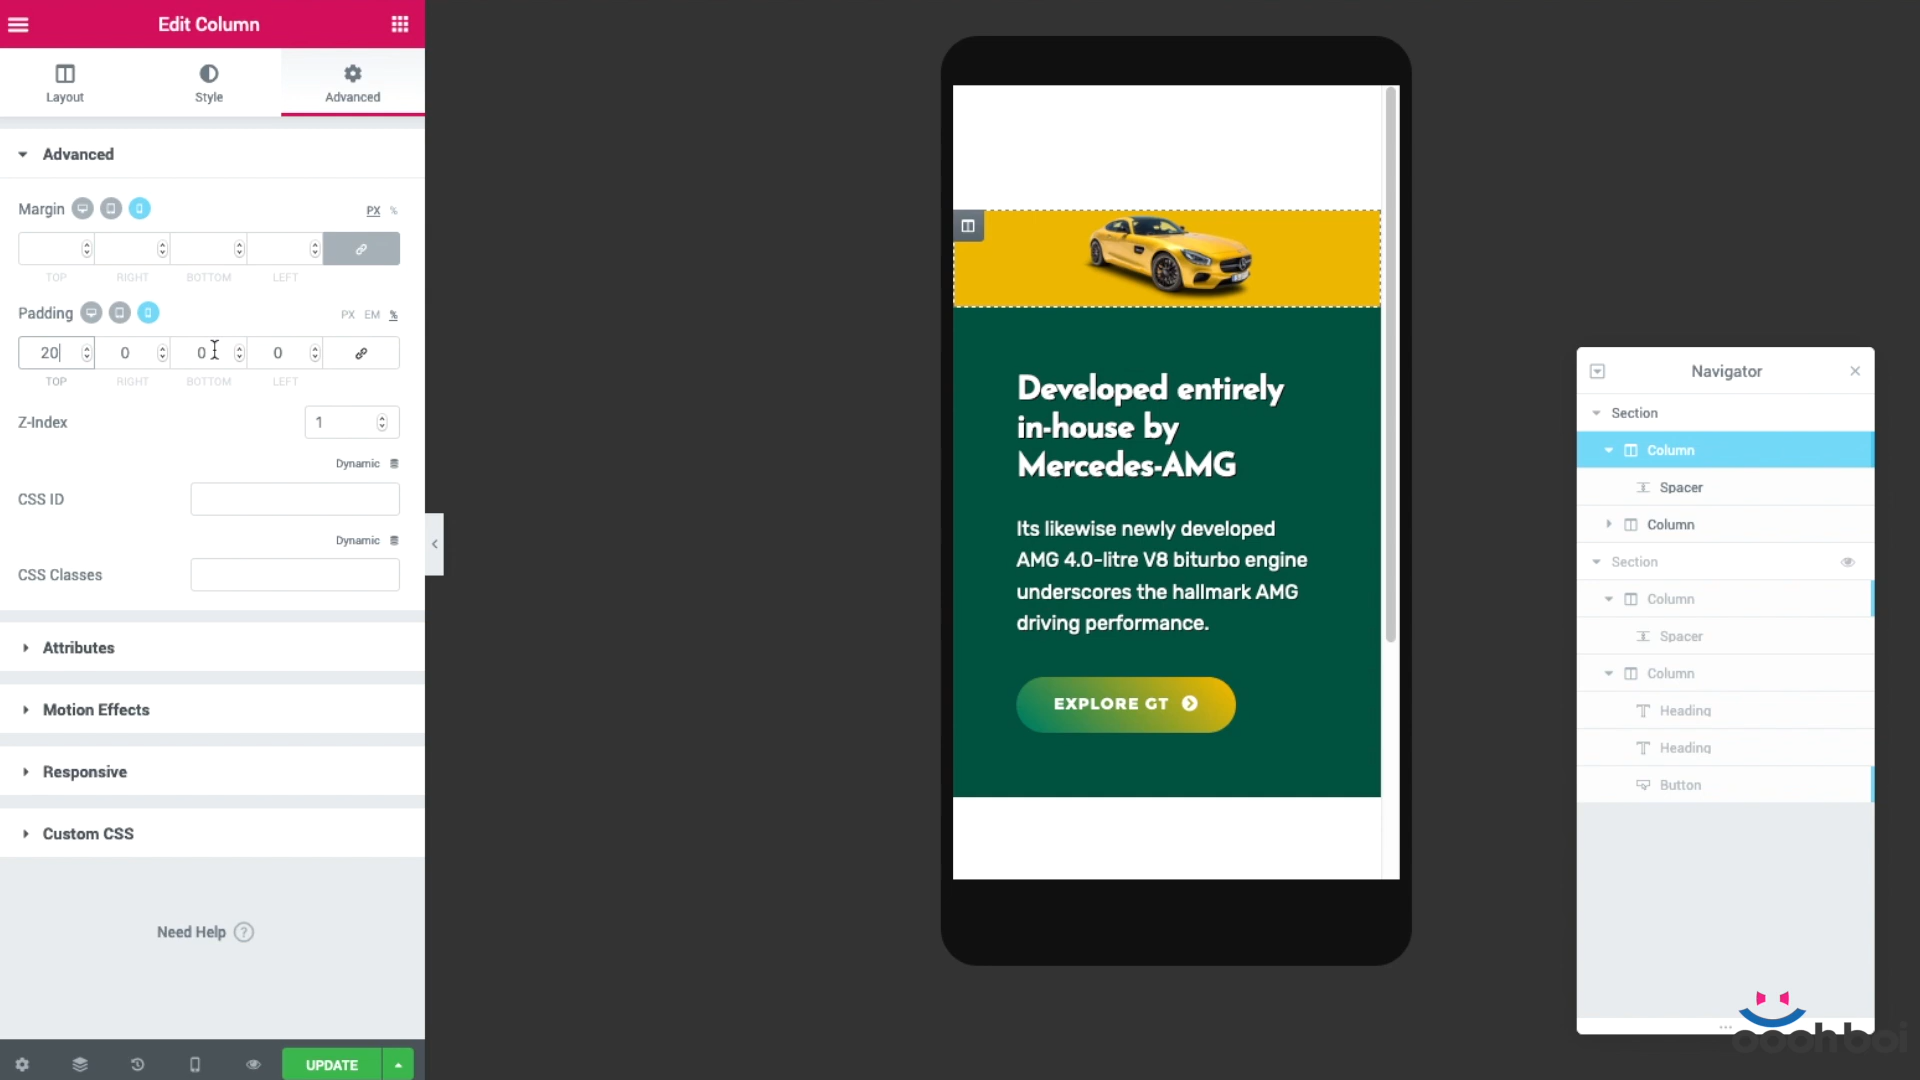 Edit Column
Layout
Style
Advanced
Advanced
Margin
PX %
TOP RIGHT BOTTOM LEFT
Padding
PX EM %
20 0 0 0
TOP RIGHT BOTTOM LEFT
Z-Index
1
Dynamic
CSS ID
Dynamic
CSS Classes
Attributes
Motion Effects
Responsive
Custom CSS
Need Help ?
UPDATE
Developed entirely
in-house by
Mercedes-AMG
Its likewise newly developed
AMG 4.0-litre V8 biturbo engine
underscores the hallmark AMG
driving performance.
EXPLORE GT
Navigator
Section
Column
Spacer
Column
Section
Column
Spacer
Column
Heading
Heading
Button
ooohboi